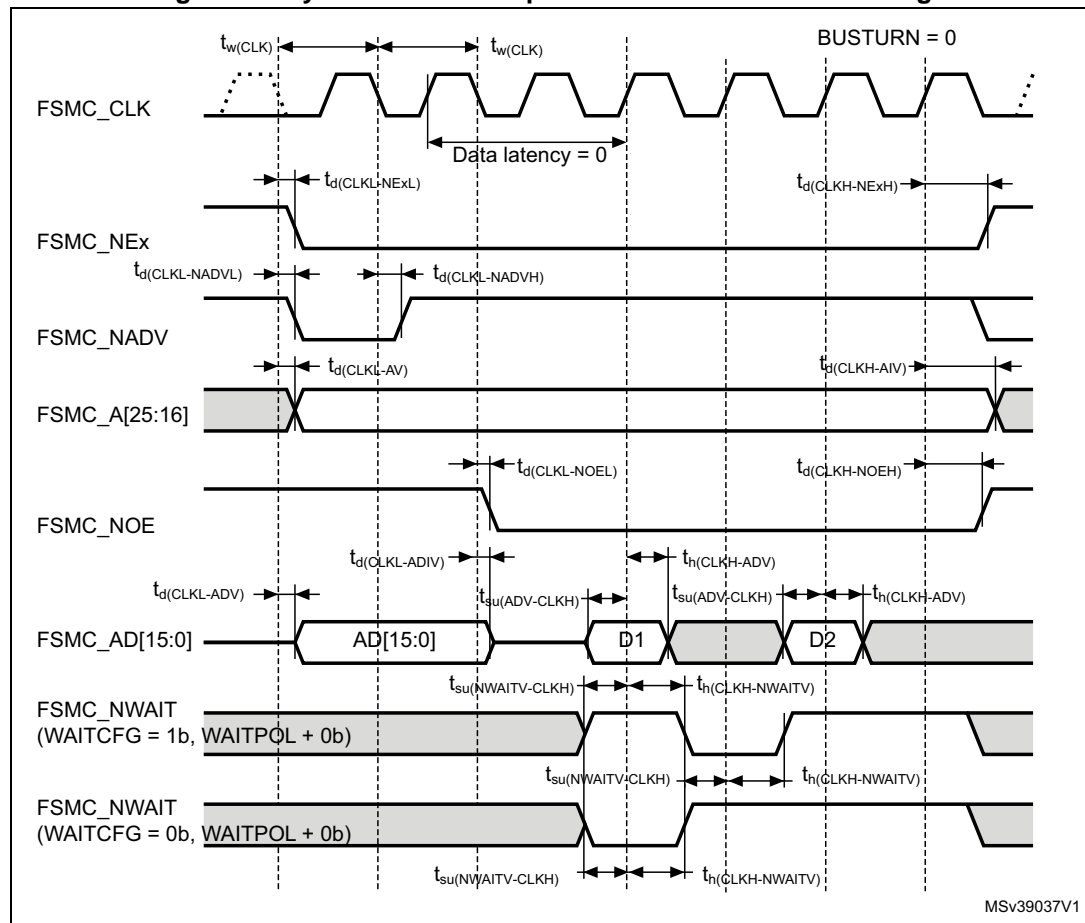 t_w(CLK) t_w(CLK) BUSTURN = 0
FSMC_CLK
Data latency = 0
t_d(CLKL-NExL) t_d(CLKH-NExH)
FSMC_NEx
t_d(CLKL-NADVL) t_d(CLKL-NADVH)
FSMC_NADV
t_d(CLKL-AV) t_d(CLKH-AIV)
FSMC_A[25:16]
t_d(CLKL-NOEL) t_d(CLKH-NOEH)
FSMC_NOE
t_d(CLKL-ADIV) t_h(CLKH-ADV)
t_d(CLKL-ADV) t_su(ADV-CLKH) t_su(ADV-CLKH) t_h(CLKH-ADV)
FSMC_AD[15:0] AD[15:0] D1 D2
t_su(NWAITV-CLKH) t_h(CLKH-NWAITV)
FSMC_NWAIT
(WAITCFG = 1b, WAITPOL + 0b)
t_su(NWAITV-CLKH) t_h(CLKH-NWAITV)
FSMC_NWAIT
(WAITCFG = 0b, WAITPOL + 0b)
t_su(NWAITV-CLKH) t_h(CLKH-NWAITV)
MSv39037V1